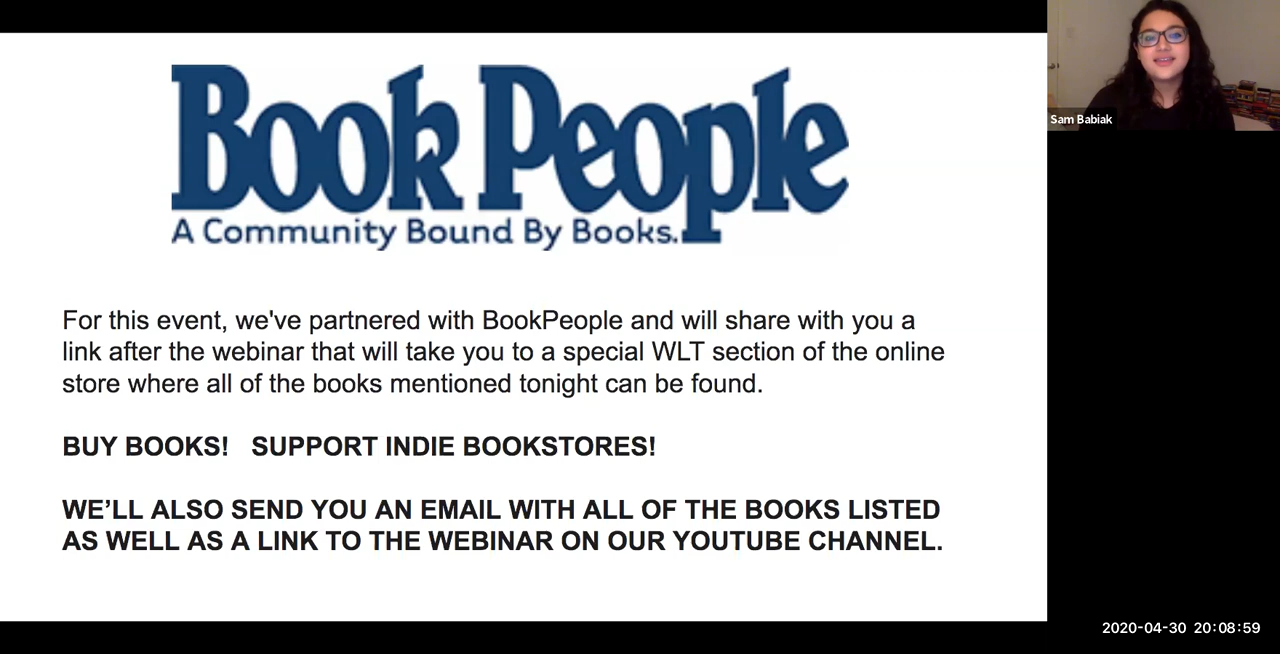 Book People
A Community Bound By Books.
Sam Babiak
For this event, we've partnered with BookPeople and will share with you a
link after the webinar that will take you to a special WLT section of the online
store where all of the books mentioned tonight can be found.
BUY BOOKS!   SUPPORT INDIE BOOKSTORES!
WE’LL ALSO SEND YOU AN EMAIL WITH ALL OF THE BOOKS LISTED
AS WELL AS A LINK TO THE WEBINAR ON OUR YOUTUBE CHANNEL.
2020-04-30 20:08:59